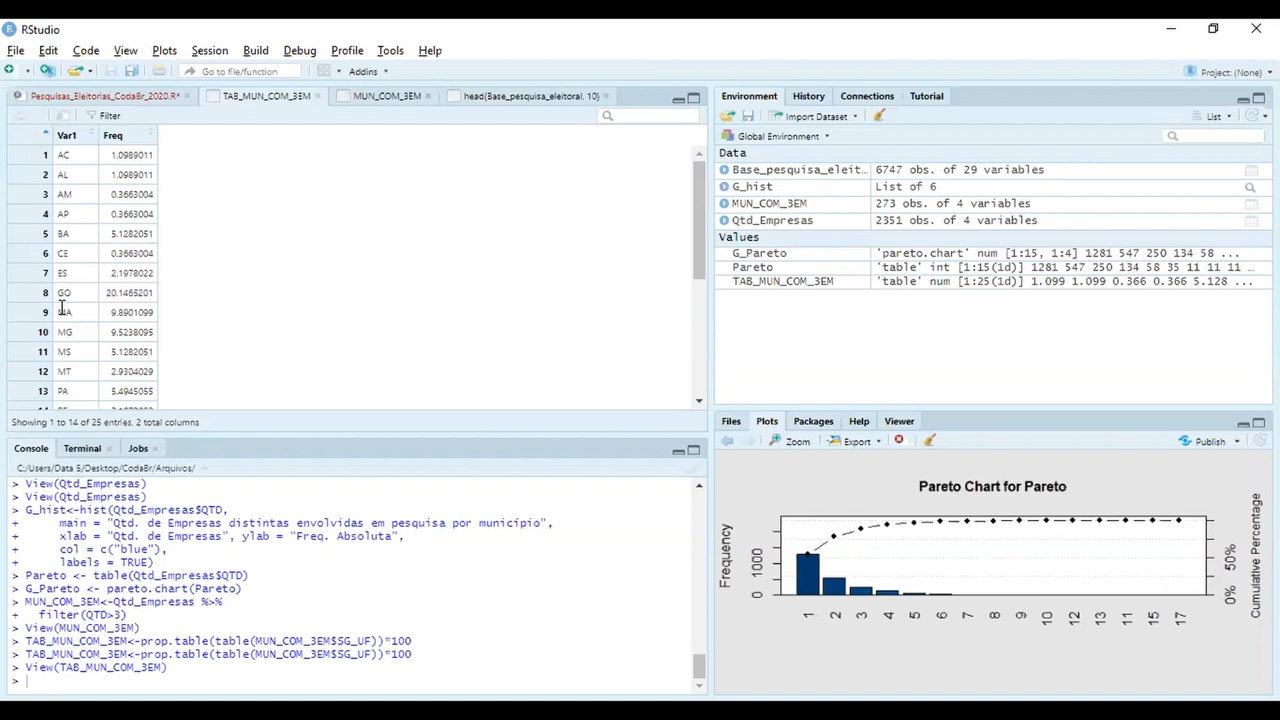 RStudio
File Edit Code View Plots Session Build Debug Profile Tools Help
Go to file/function Addins Project: (None)
Pesquisas_Eleitorias_CodaBr_2020.R* TAB_MUN_COM_3EM MUN_COM_3EM head(Base_pesquisa_eleitoral, 10)
Filter
Var1 Freq
1 AC 1.0989011
2 AL 1.0989011
3 AM 0.3663004
4 AP 0.3663004
5 BA 5.1282051
6 CE 0.3663004
7 ES 2.1978022
8 GO 20.1465201
9 MA 9.8901099
10 MG 9.5238095
11 MS 5.1282051
12 MT 2.9304029
13 PA 5.4945055
Showing 1 to 14 of 25 entries, 2 total columns
Console Terminal Jobs
C:/Users/Data 5/Desktop/CodaBr/Arquivos/
> View(Qtd_Empresas)
> View(Qtd_Empresas)
> G_hist<-hist(Qtd_Empresas$QTD,
+ main = "Qtd. de Empresas distintas envolvidas em pesquisa por município",
+ xlab = "Qtd. de Empresas", ylab = "Freq. Absoluta",
+ col = c("blue"),
+ labels = TRUE)
> Pareto <- table(Qtd_Empresas$QTD)
> G_Pareto <- pareto.chart(Pareto)
> MUN_COM_3EM<-Qtd_Empresas %>%
+ filter(QTD>3)
> View(MUN_COM_3EM)
> TAB_MUN_COM_3EM<-prop.table(table(MUN_COM_3EM$SG_UF))*100
> TAB_MUN_COM_3EM<-prop.table(table(MUN_COM_3EM$SG_UF))*100
> View(TAB_MUN_COM_3EM)
>
Environment History Connections Tutorial
Import Dataset List
Global Environment
Data
Base_pesquisa_eleit… 6747 obs. of 29 variables
G_hist List of 6
MUN_COM_3EM 273 obs. of 4 variables
Qtd_Empresas 2351 obs. of 4 variables
Values
G_Pareto 'pareto.chart' num [1:15, 1:4] 1281 547 250 134 58 ...
Pareto 'table' int [1:15(1d)] 1281 547 250 134 58 35 11 11 11 ...
TAB_MUN_COM_3EM 'table' num [1:25(1d)] 1.099 1.099 0.366 0.366 5.128 ...
Files Plots Packages Help Viewer
Zoom Export Publish
Pareto Chart for Pareto
Frequency
0 1000
1 2 3 4 5 6 7 8 9 10 12 13 11 15 17
0% 50%
Cumulative Percentage